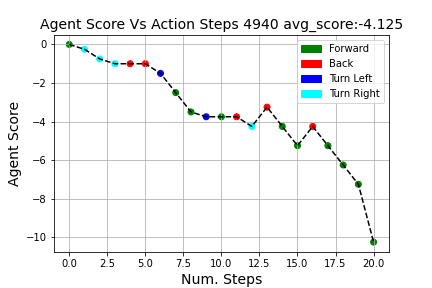 Agent Score Vs Action Steps 4940 avg_score:-4.125
Agent Score
0
−2
−4
−6
−8
−10
Forward
Back
Turn Left
Turn Right
0.0 2.5 5.0 7.5 10.0 12.5 15.0 17.5 20.0
Num. Steps